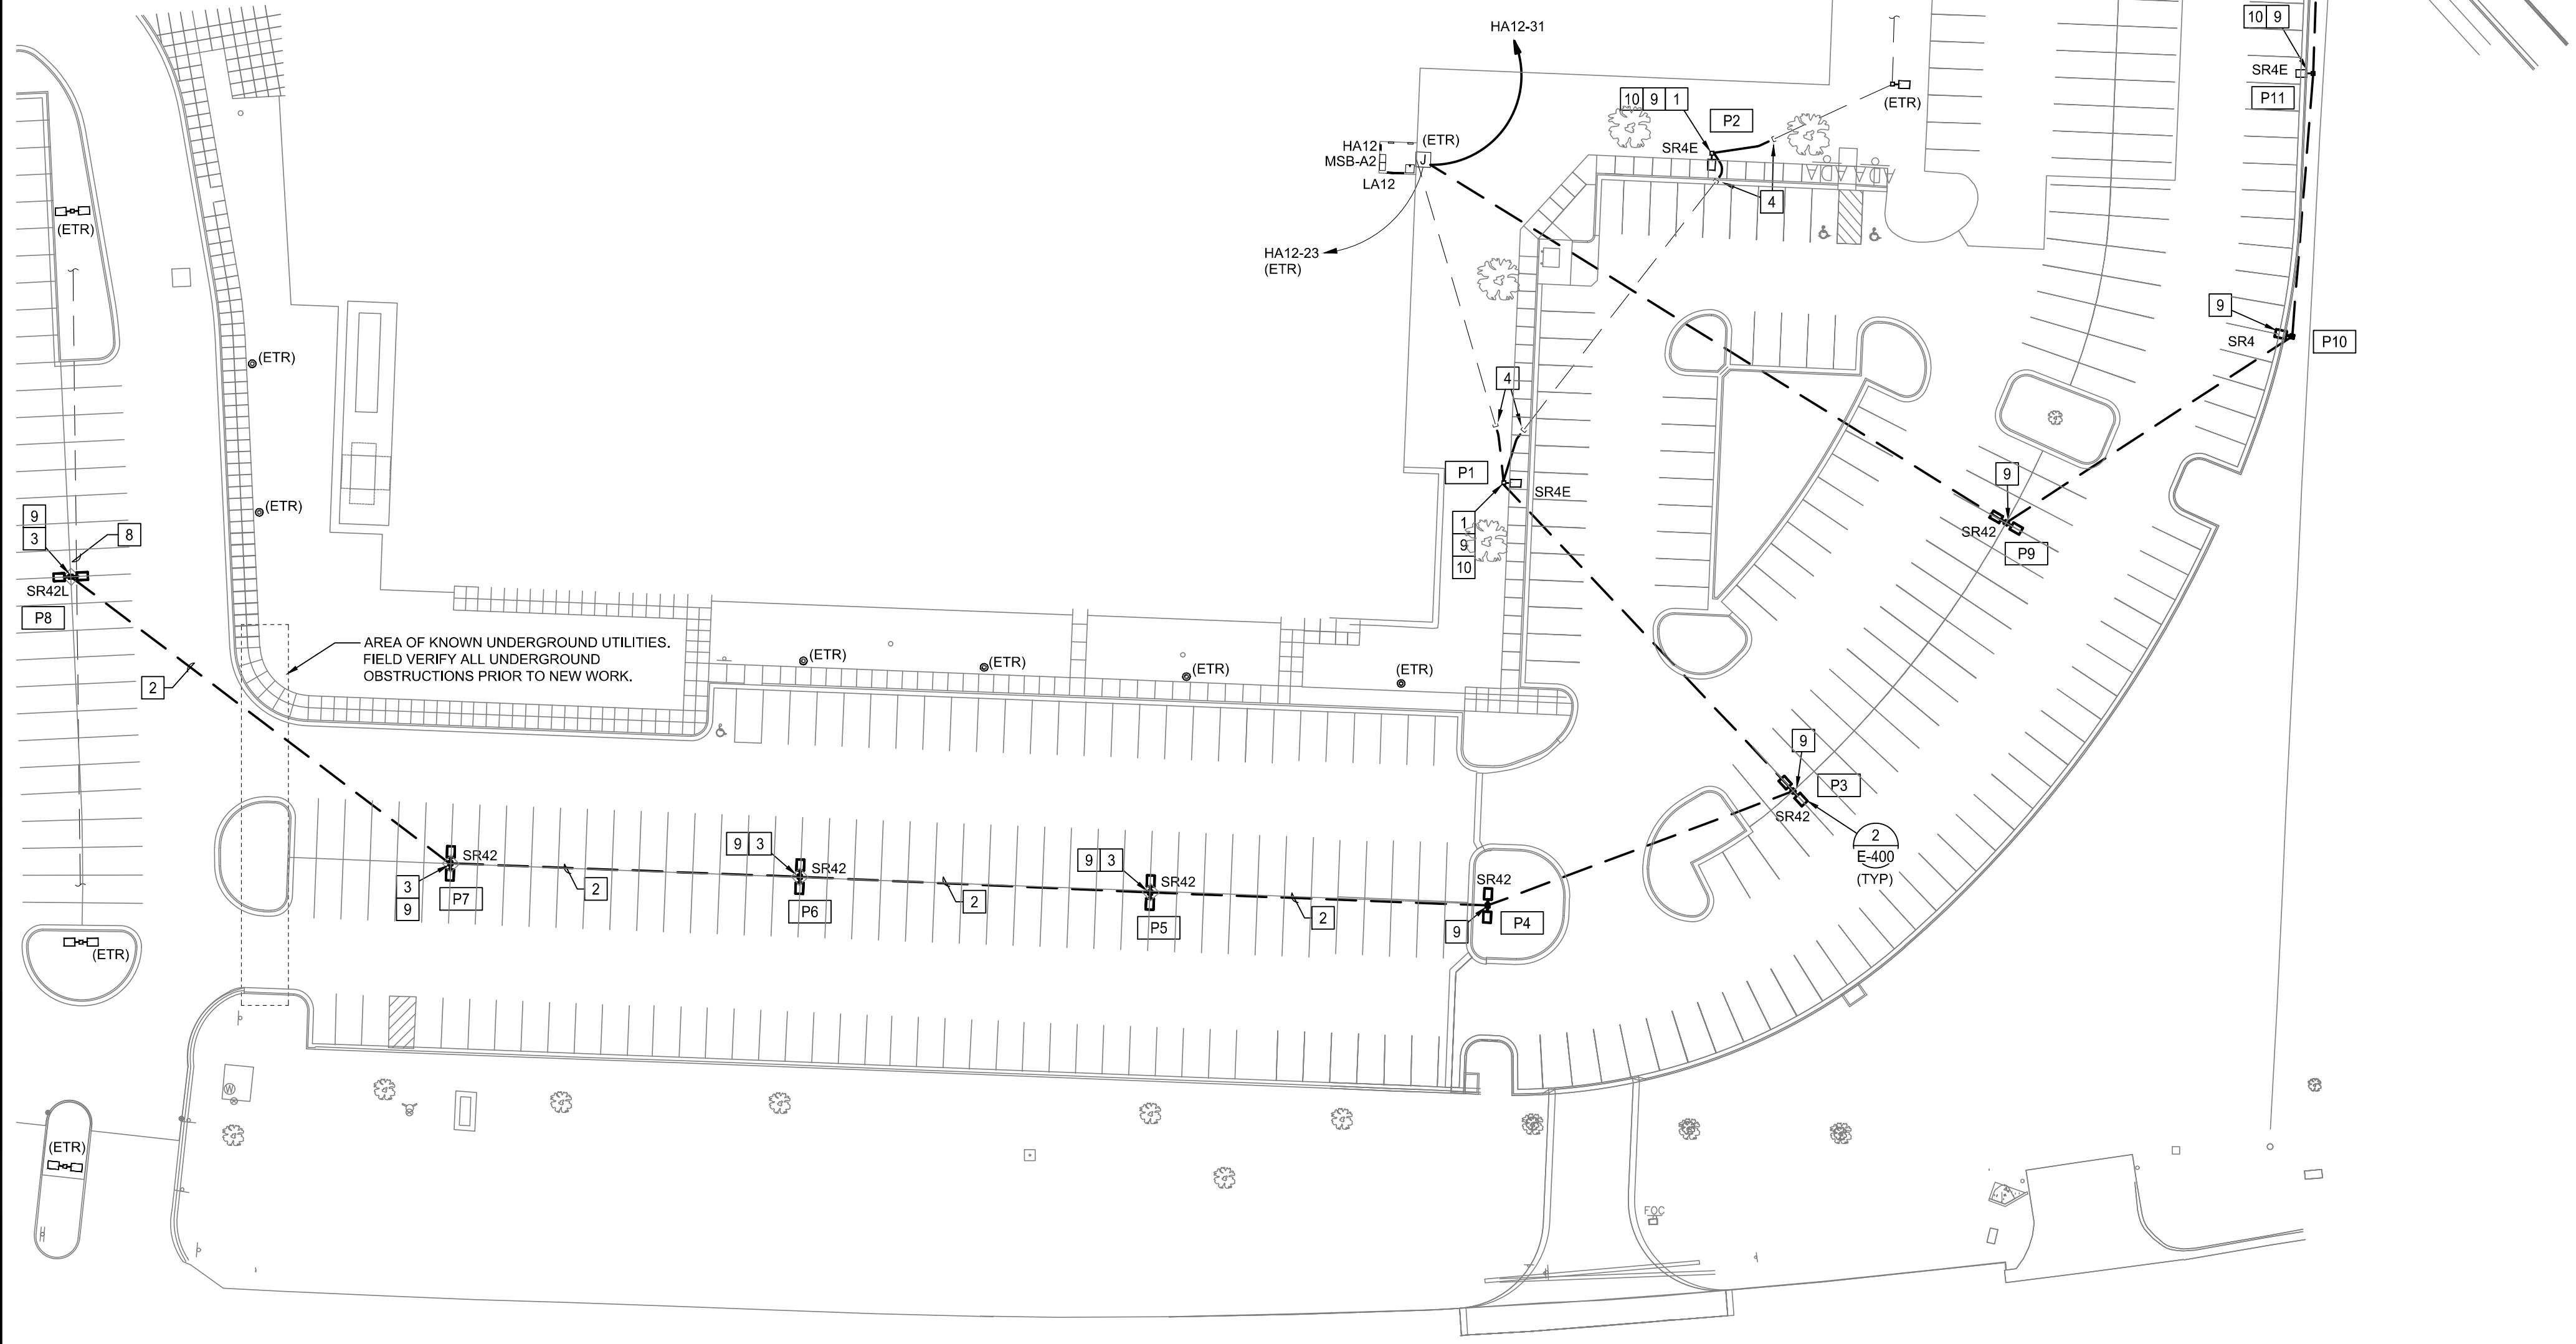 HA12-31
10 9
SR4E
P11
10 9 1
P2
(ETR)
SR4E
(ETR)
HA12
MSB-A2
J
LA12
4
(ETR)
HA12-23
(ETR)
9
SR4
P10
(ETR)
4
P1
SR4E
1
9
10
9
SR42
P9
(ETR)
9
3
8
SR42L
P8
AREA OF KNOWN UNDERGROUND UTILITIES.
FIELD VERIFY ALL UNDERGROUND
OBSTRUCTIONS PRIOR TO NEW WORK.
2
(ETR)
(ETR)
(ETR)
(ETR)
9
P3
SR42
2
E-400
(TYP)
SR42
3
9
P7
2
9 3
SR42
P6
2
9 3
SR42
P5
2
SR42
9
P4
(ETR)
W
(ETR)
FOC